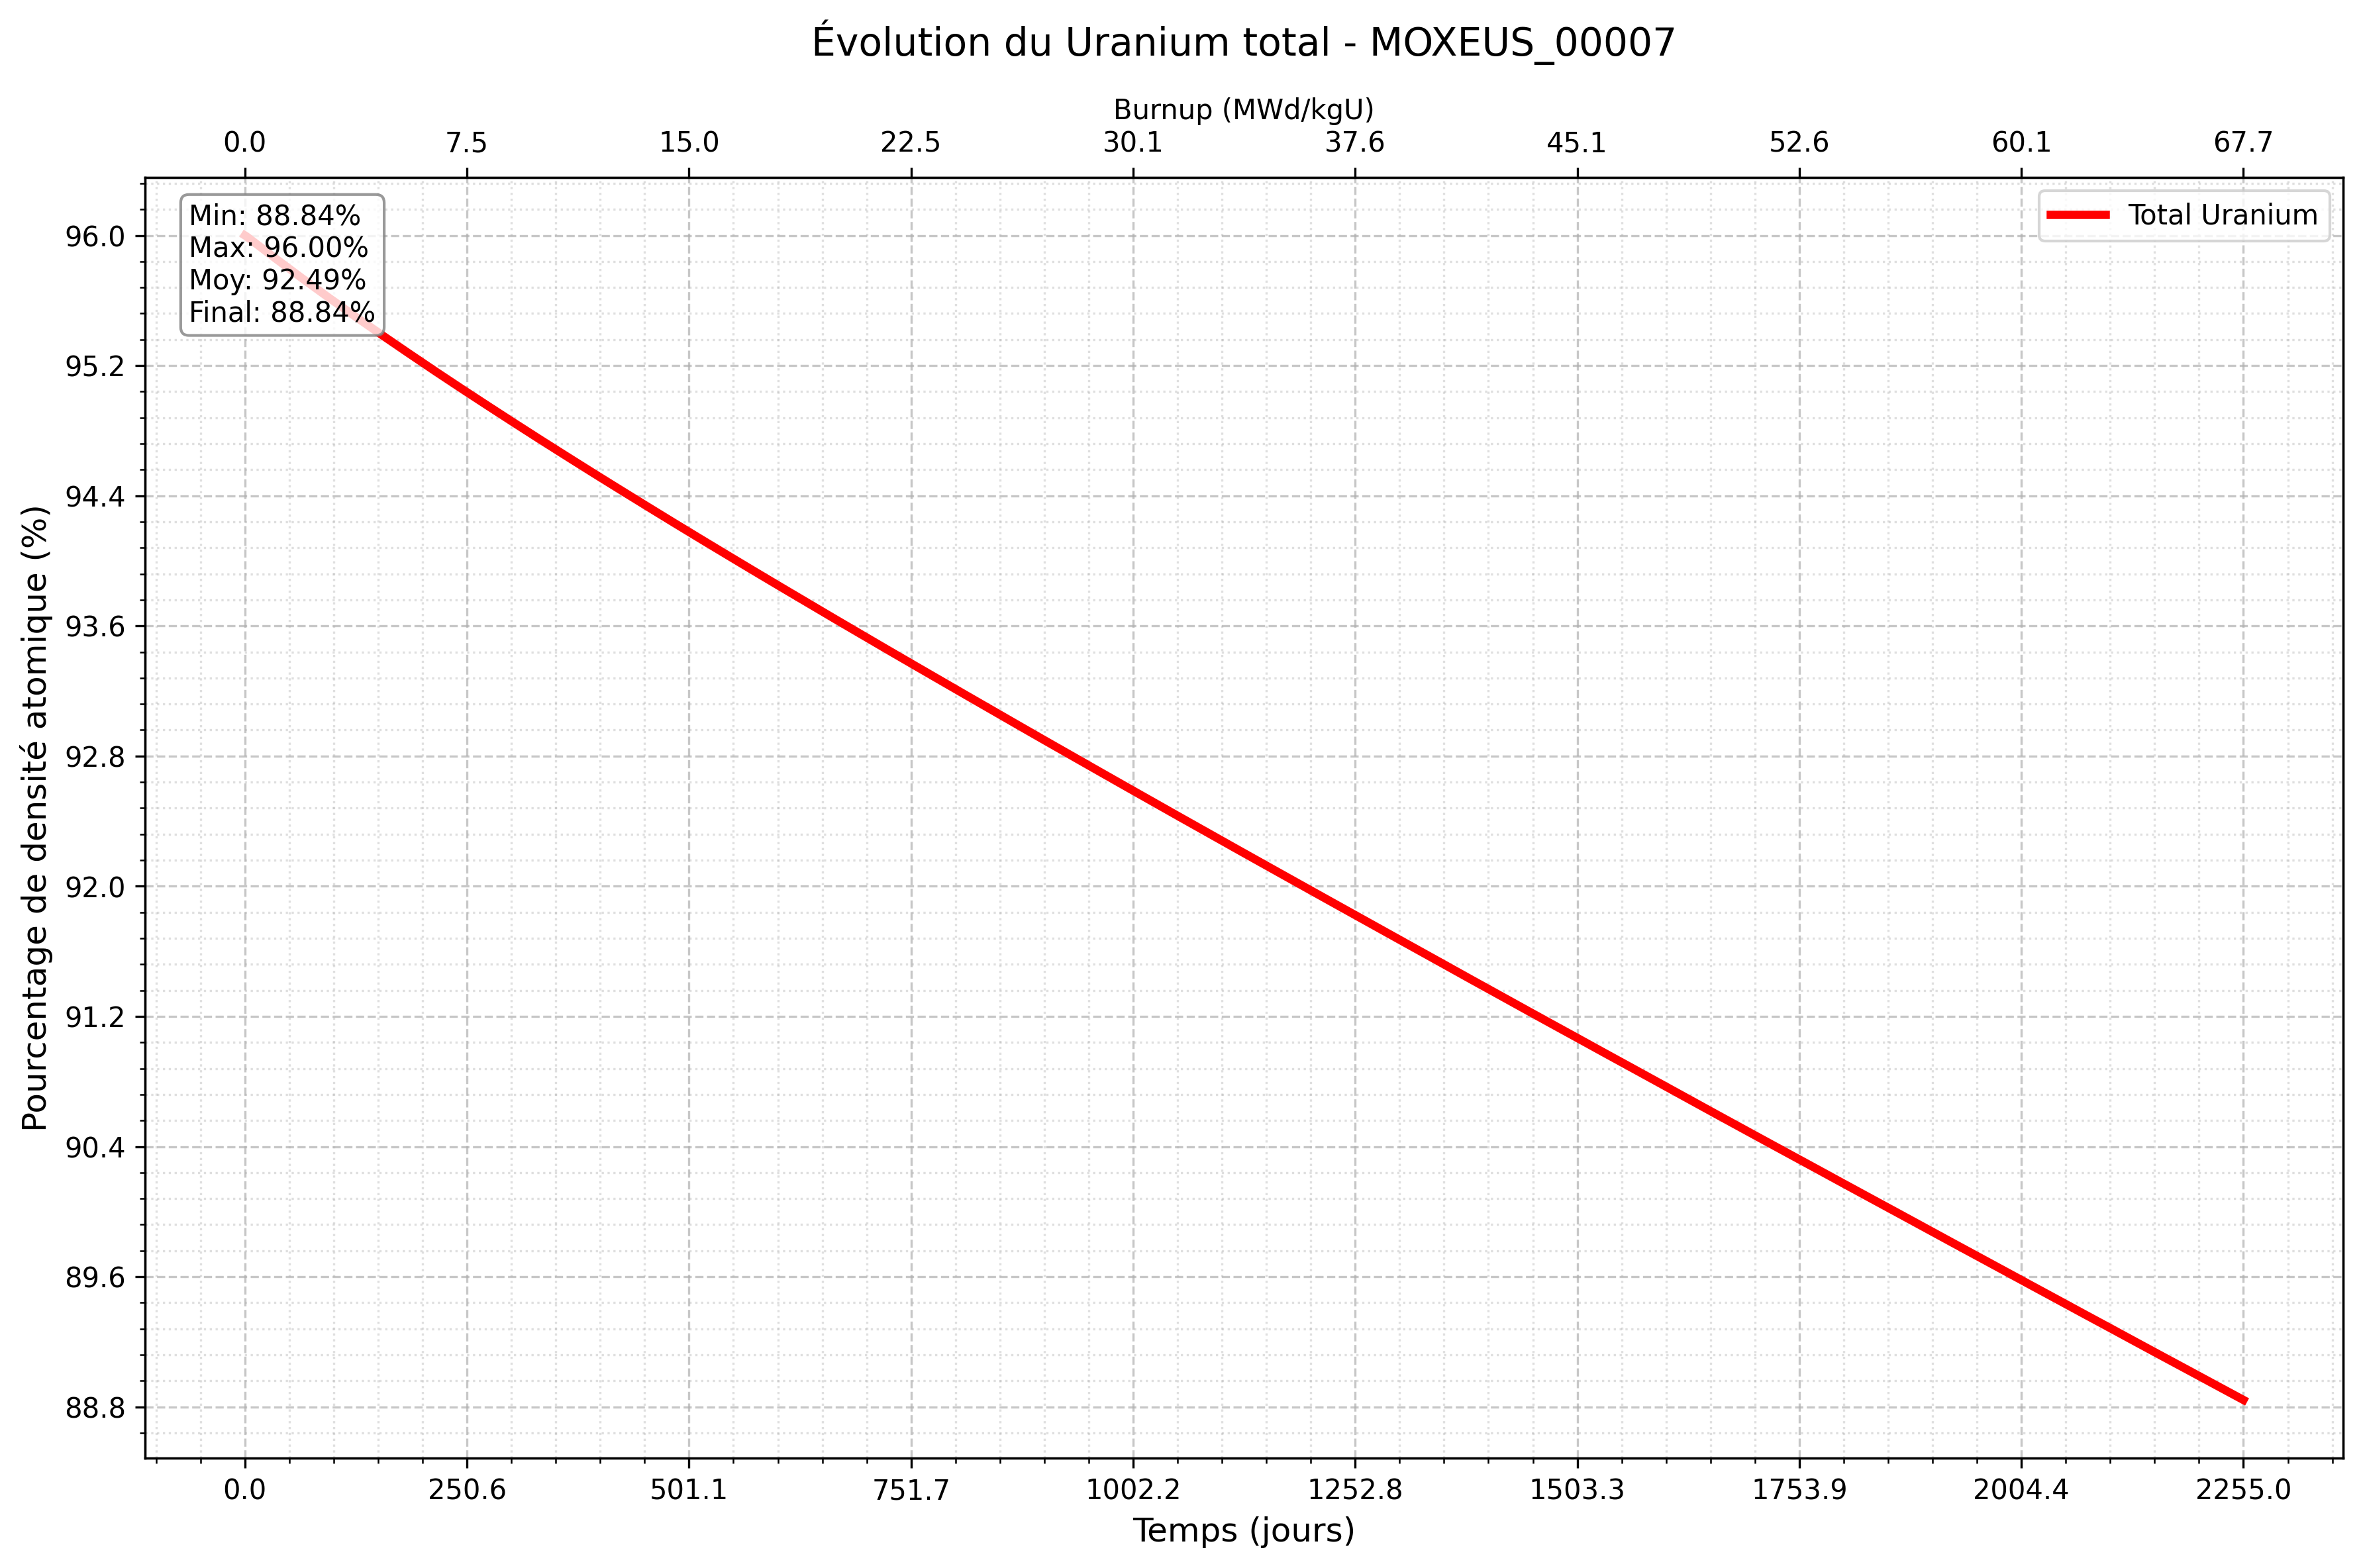 Évolution du Uranium total - MOXEUS_00007
Burnup (MWd/kgU)
0.0 7.5 15.0 22.5 30.1 37.6 45.1 52.6 60.1 67.7
Min: 88.84%
Max: 96.00%
Moy: 92.49%
Final: 88.84%
Total Uranium
Pourcentage de densité atomique (%)
96.0
95.2
94.4
93.6
92.8
92.0
91.2
90.4
89.6
88.8
0.0 250.6 501.1 751.7 1002.2 1252.8 1503.3 1753.9 2004.4 2255.0
Temps (jours)